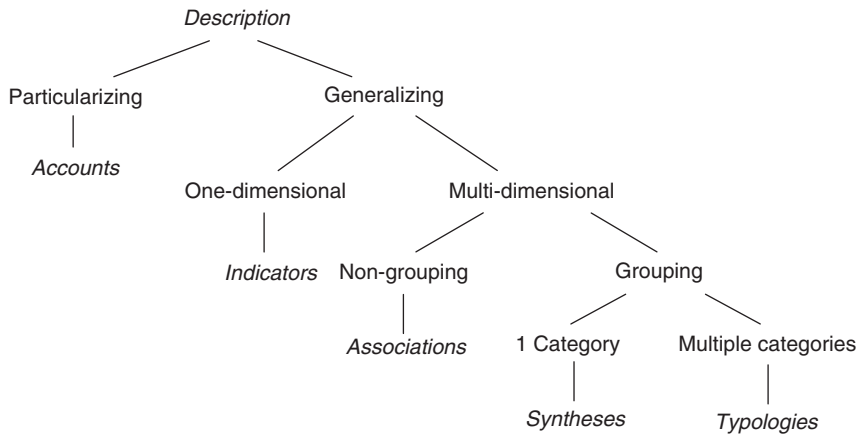 Description
Particularizing
Generalizing
Accounts
One-dimensional
Multi-dimensional
Indicators
Non-grouping
Grouping
Associations
1 Category
Multiple categories
Syntheses
Typologies